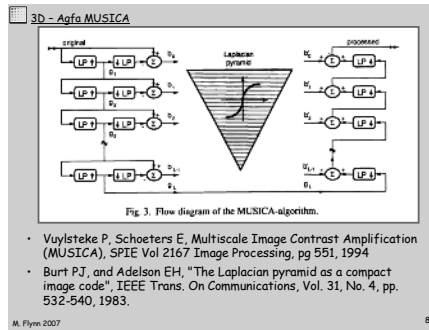 3D - Agfa MUSICA
original
processed
Laplacian
pyramid
Fig. 3. Flow diagram of the MUSICA-algorithm.
• Vuylsteke P, Schoeters E, Multiscale Image Contrast Amplification
(MUSICA), SPIE Vol 2167 Image Processing, pg 551, 1994
• Burt PJ, and Adelson EH, "The Laplacian pyramid as a compact
image code", IEEE Trans. On Communications, Vol. 31, No. 4, pp.
532-540, 1983.
M. Flynn 2007
8